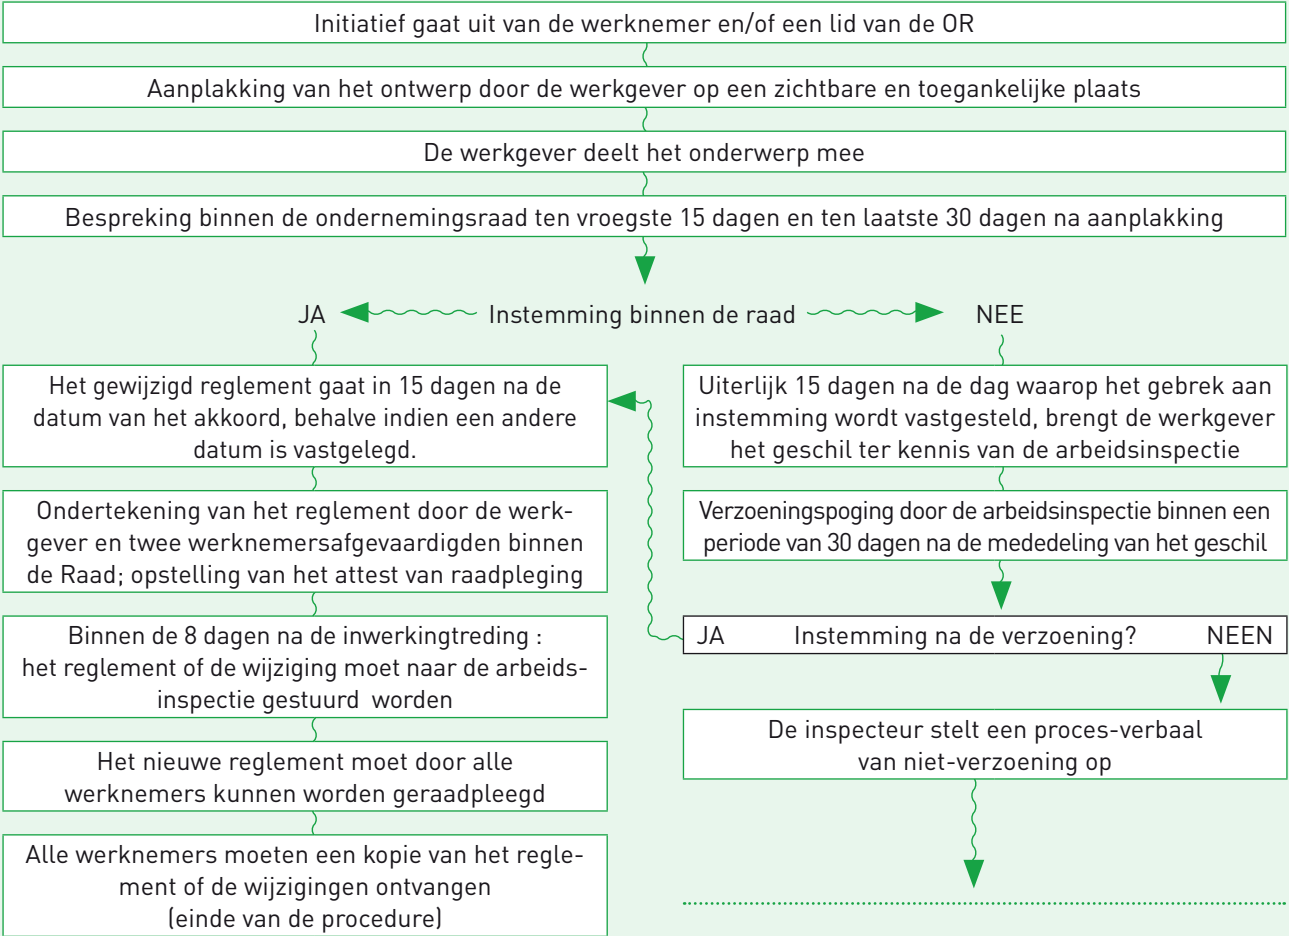 Initiatief gaat uit van de werknemer en/of een lid van de OR
Aanplakking van het ontwerp door de werkgever op een zichtbare en toegankelijke plaats
De werkgever deelt het onderwerp mee
Bespreking binnen de ondernemingsraad ten vroegste 15 dagen en ten laatste 30 dagen na aanplakking
JA Instemming binnen de raad NEE
Het gewijzigd reglement gaat in 15 dagen na de
datum van het akkoord, behalve indien een andere
datum is vastgelegd.
Ondertekening van het reglement door de werk-
gever en twee werknemersafgevaardigden binnen
de Raad; opstelling van het attest van raadpleging
Binnen de 8 dagen na de inwerkingtreding :
het reglement of de wijziging moet naar de arbeids-
inspectie gestuurd worden
Het nieuwe reglement moet door alle
werknemers kunnen worden geraadpleegd
Alle werknemers moeten een kopie van het regle-
ment of de wijzigingen ontvangen
(einde van de procedure)
Uiterlijk 15 dagen na de dag waarop het gebrek aan
instemming wordt vastgesteld, brengt de werkgever
het geschil ter kennis van de arbeidsinspectie
Verzoeningspoging door de arbeidsinspectie binnen een
periode van 30 dagen na de mededeling van het geschil
JA Instemming na de verzoening? NEEN
De inspecteur stelt een proces-verbaal
van niet-verzoening op